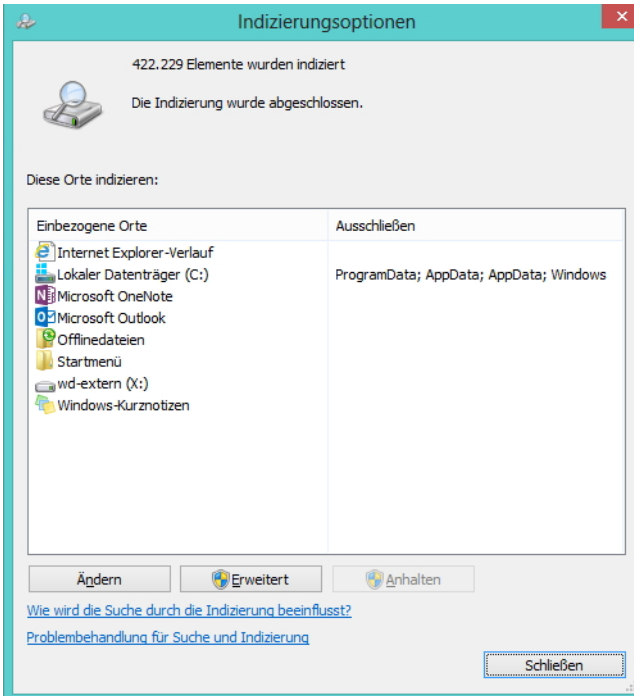 Indizierungsoptionen
422.229 Elemente wurden indiziert
Die Indizierung wurde abgeschlossen.
Diese Orte indizieren:
Einbezogene Orte Ausschließen
Internet Explorer-Verlauf
Lokaler Datenträger (C:) ProgramData; AppData; AppData; Windows
Microsoft OneNote
Microsoft Outlook
Offlinedateien
Startmenü
wd-extern (X:)
Windows-Kurznotizen
Ändern Erweitert Anhalten
Wie wird die Suche durch die Indizierung beeinflusst?
Problembehandlung für Suche und Indizierung
Schließen